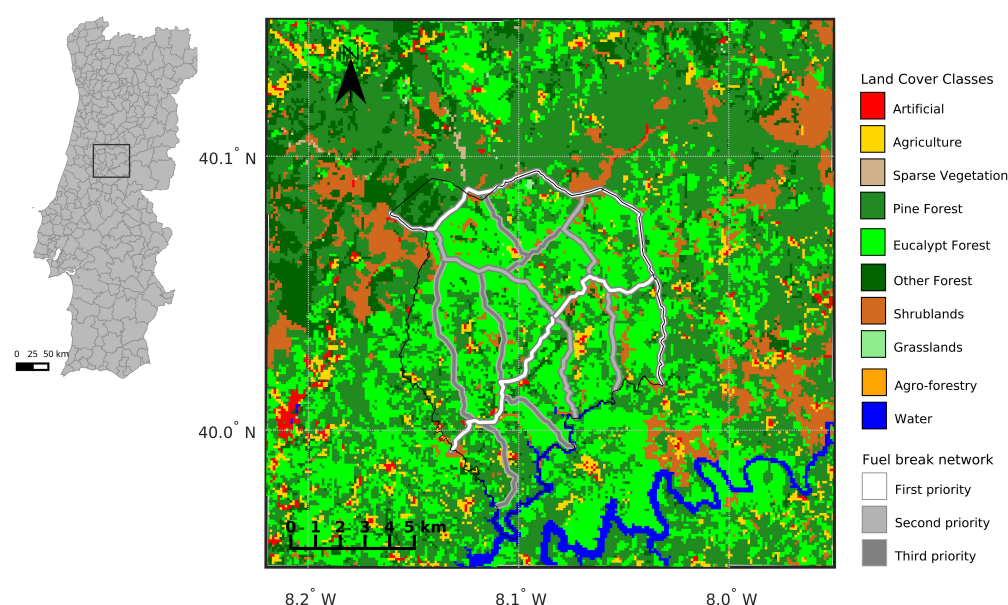 N
40.1° N
40.0° N
8.2° W
8.1° W
8.0° W
0 25 50 km
0 1 2 3 4 5 km
Land Cover Classes
Artificial
Agriculture
Sparse Vegetation
Pine Forest
Eucalypt Forest
Other Forest
Shrublands
Grasslands
Agro-forestry
Water
Fuel break network
First priority
Second priority
Third priority